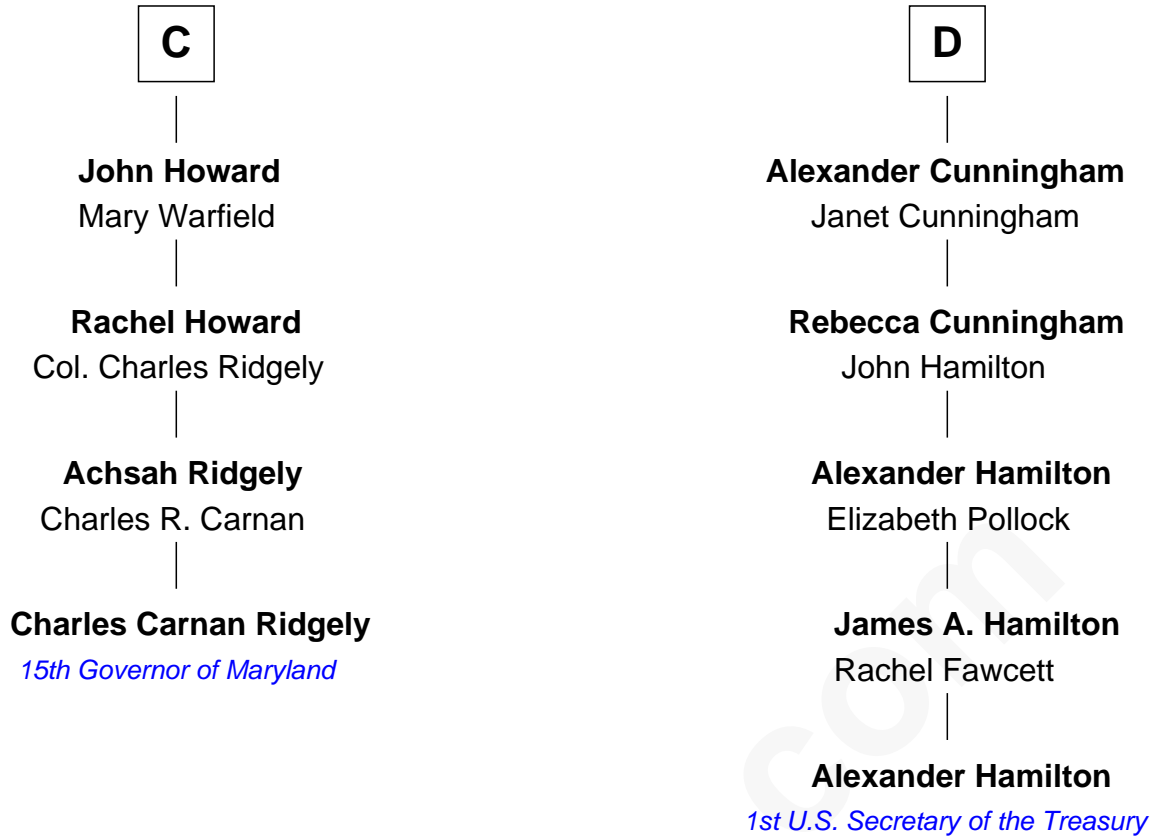 C
John Howard
Mary Warfield
Rachel Howard
Col. Charles Ridgely
Achsah Ridgely
Charles R. Carnan
Charles Carnan Ridgely
15th Governor of Maryland
D
Alexander Cunningham
Janet Cunningham
Rebecca Cunningham
John Hamilton
Alexander Hamilton
Elizabeth Pollock
James A. Hamilton
Rachel Fawcett
Alexander Hamilton
1st U.S. Secretary of the Treasury
com